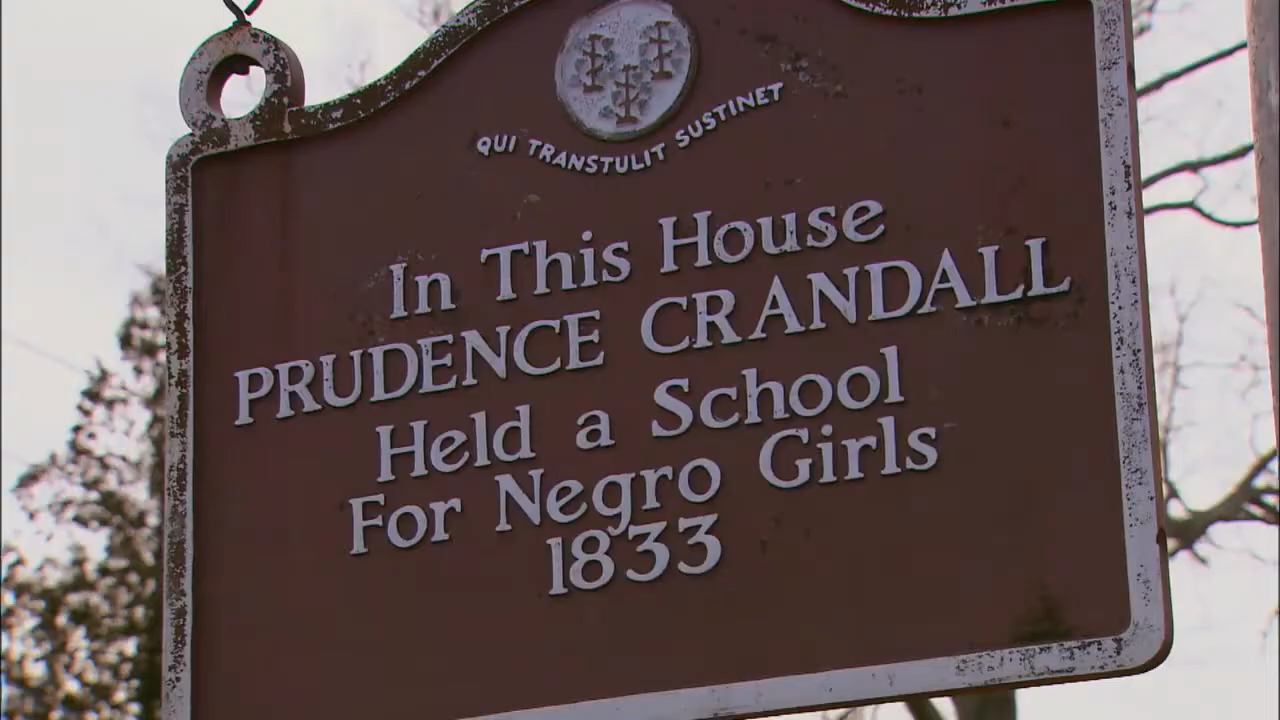 QUI TRANSTULIT SUSTINET
In This House
PRUDENCE CRANDALL
Held a School
For Negro Girls
1833